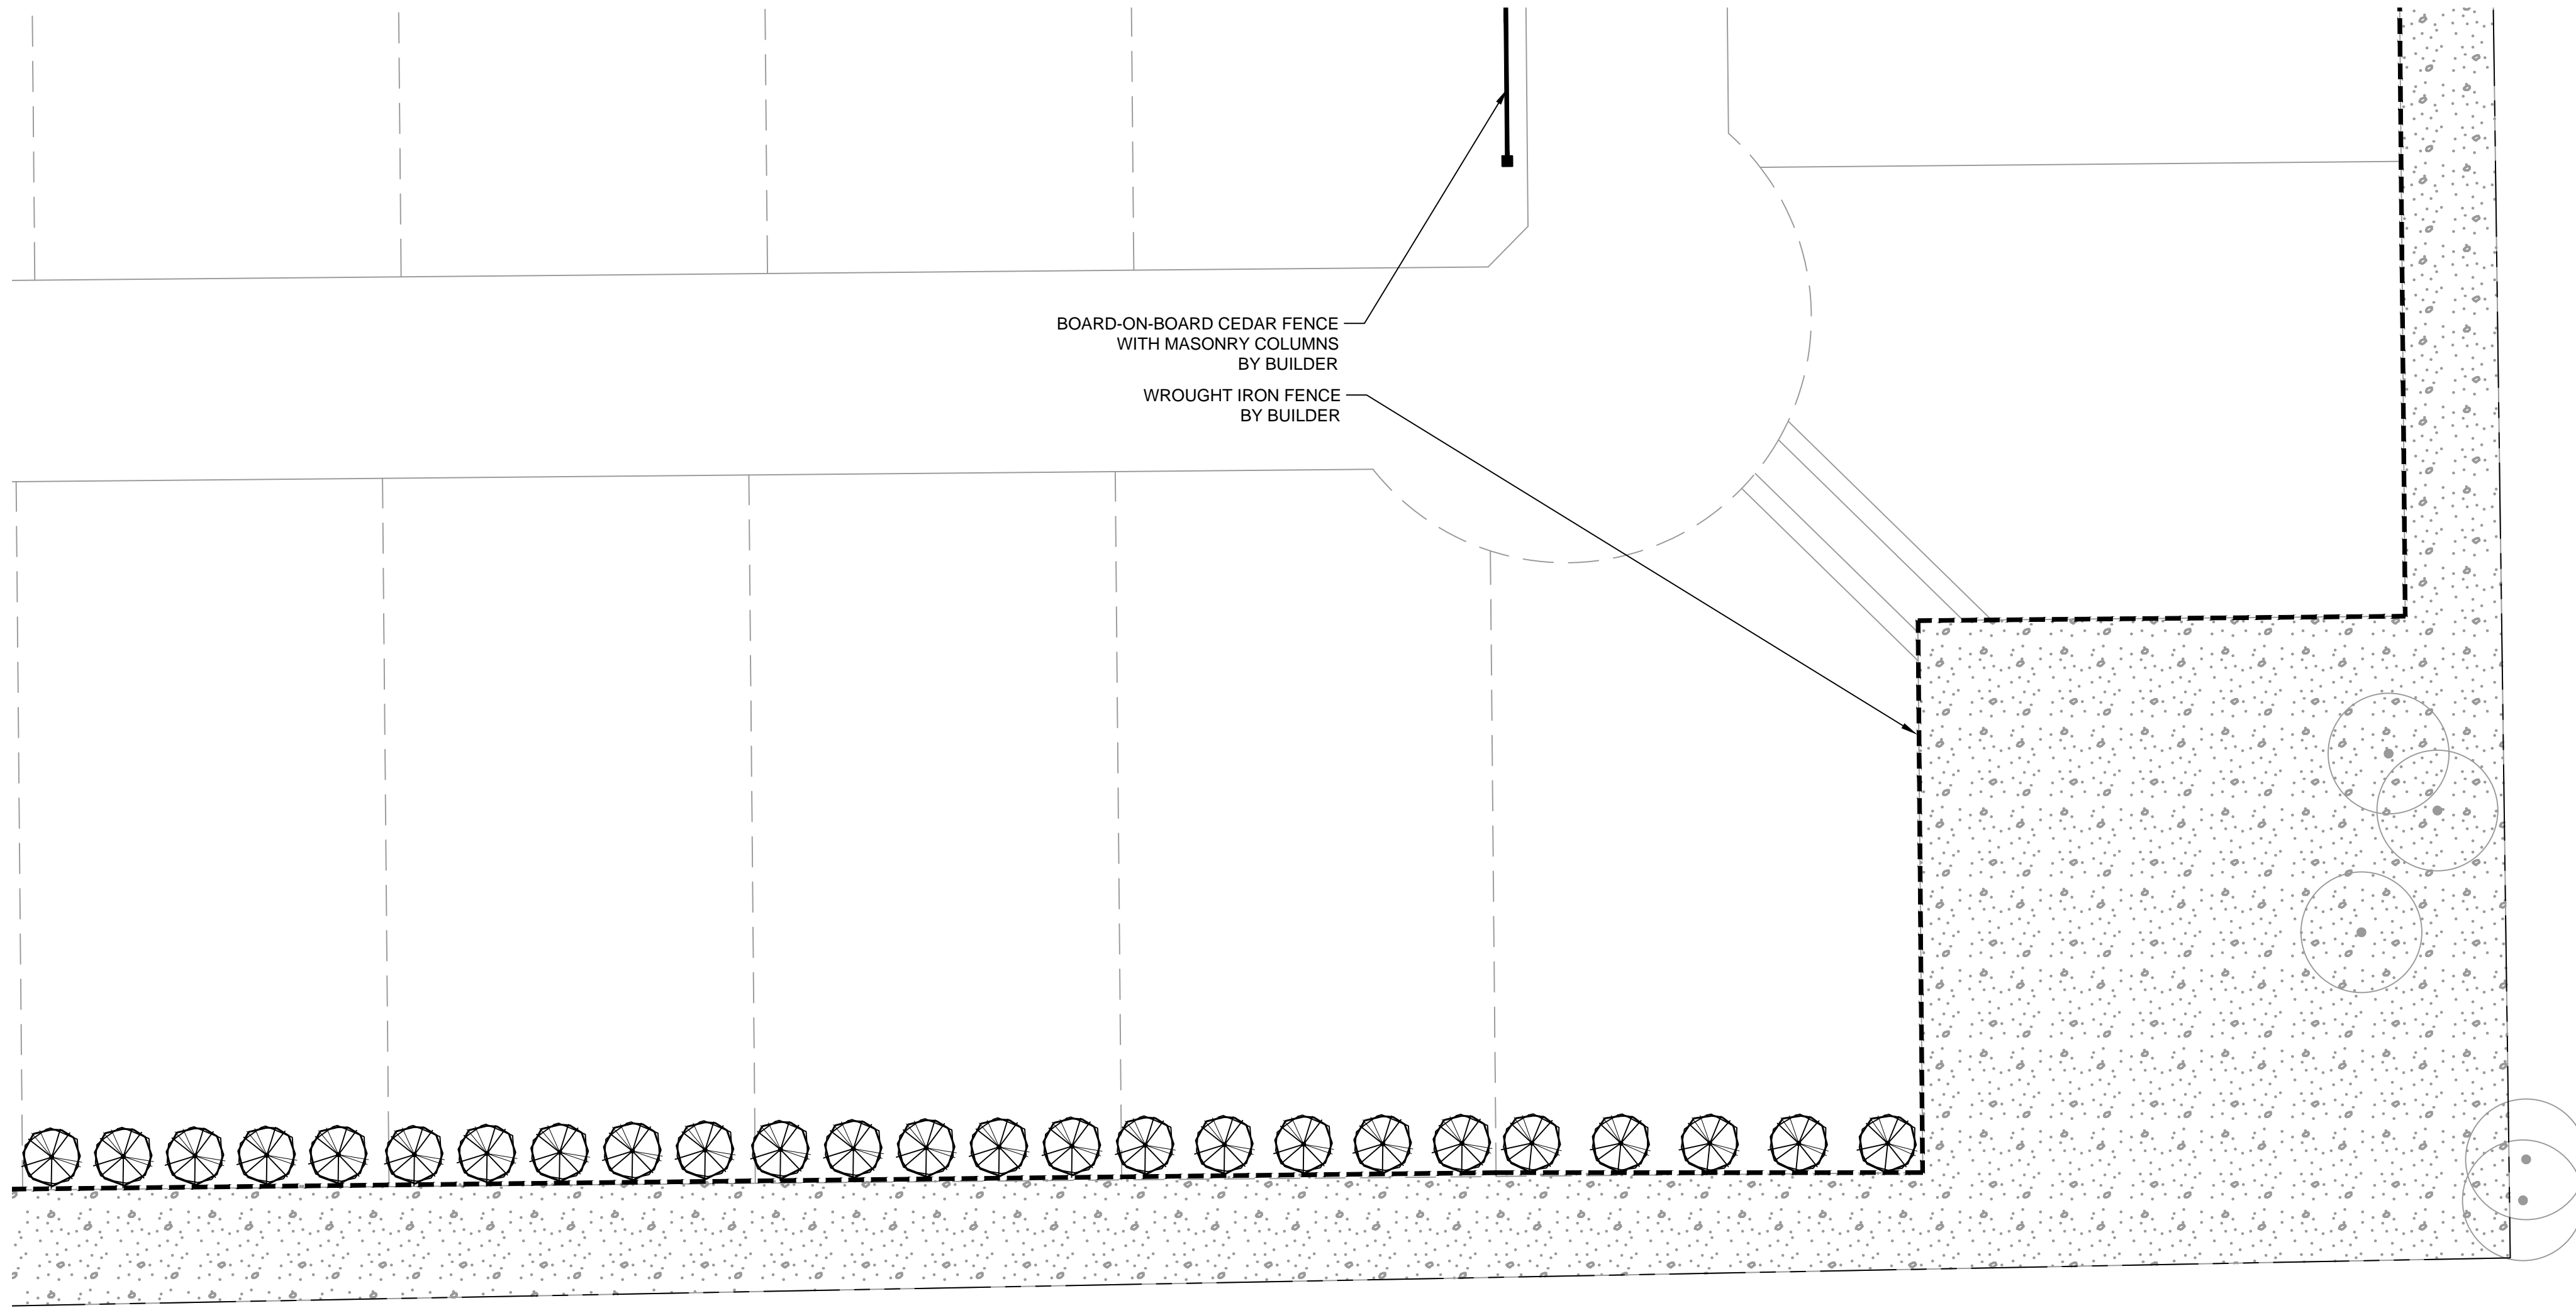 BOARD-ON-BOARD CEDAR FENCE
WITH MASONRY COLUMNS
BY BUILDER
WROUGHT IRON FENCE
BY BUILDER